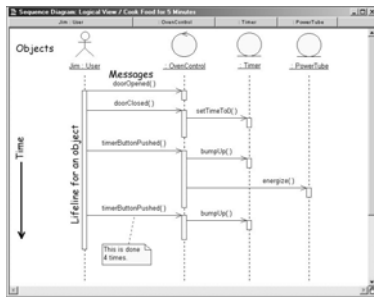 Sequence Diagram: Logical View / Cook Food for 5 Minutes
Jim : User : OvenControl : Timer : PowerTube
Objects
Jim : User : OvenControl : Timer : PowerTube
Messages
doorOpened( )
doorClosed( )
setTimeTo0( )
Time
Lifeline for an object
timerButtonPushed( )
bumpUp( )
energize( )
timerButtonPushed( )
bumpUp( )
This is done
4 times.